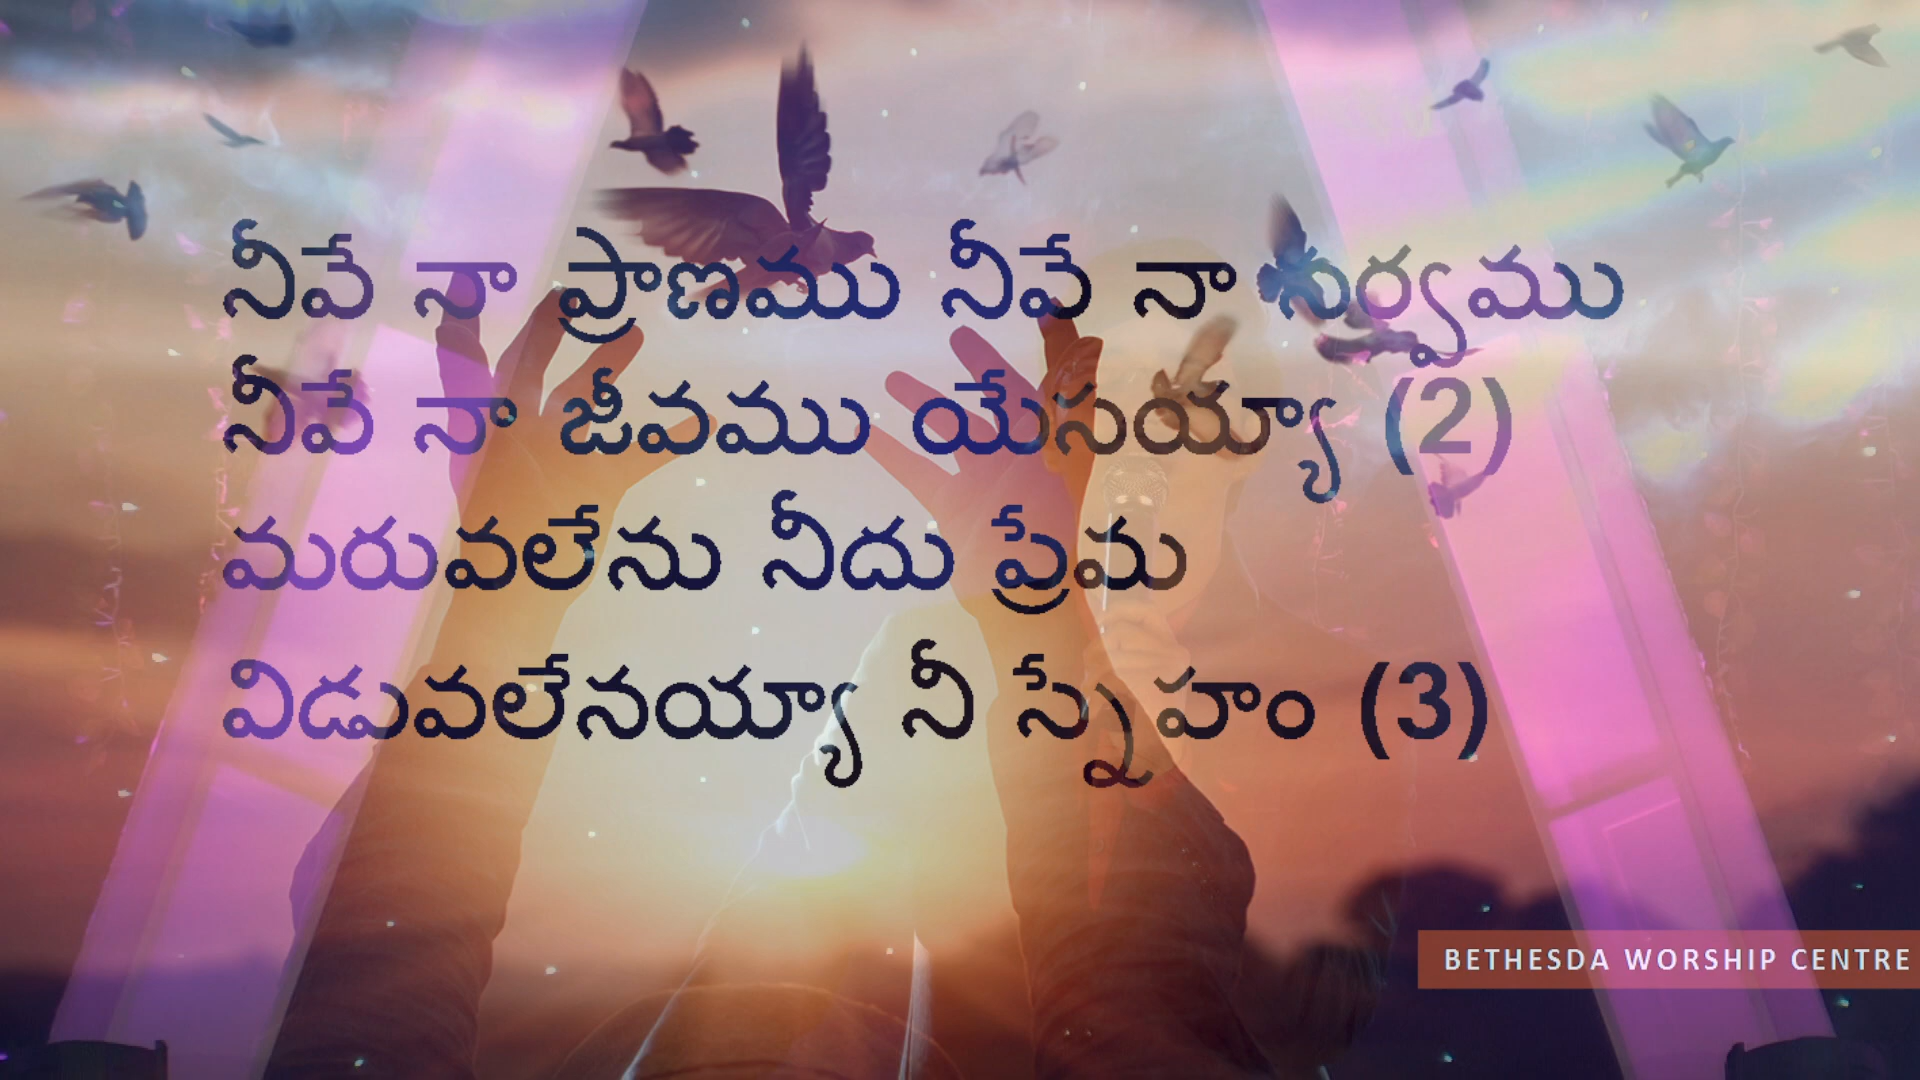 నీవే నా ప్రాణము నీవే నా సర్వము
నీవే నా జీవము యేసయ్యా (2)
మరువలేను నీదు ప్రేమ
విడువలేనయ్యా నీ స్నేహం (3)
BETHESDA WORSHIP CENTRE